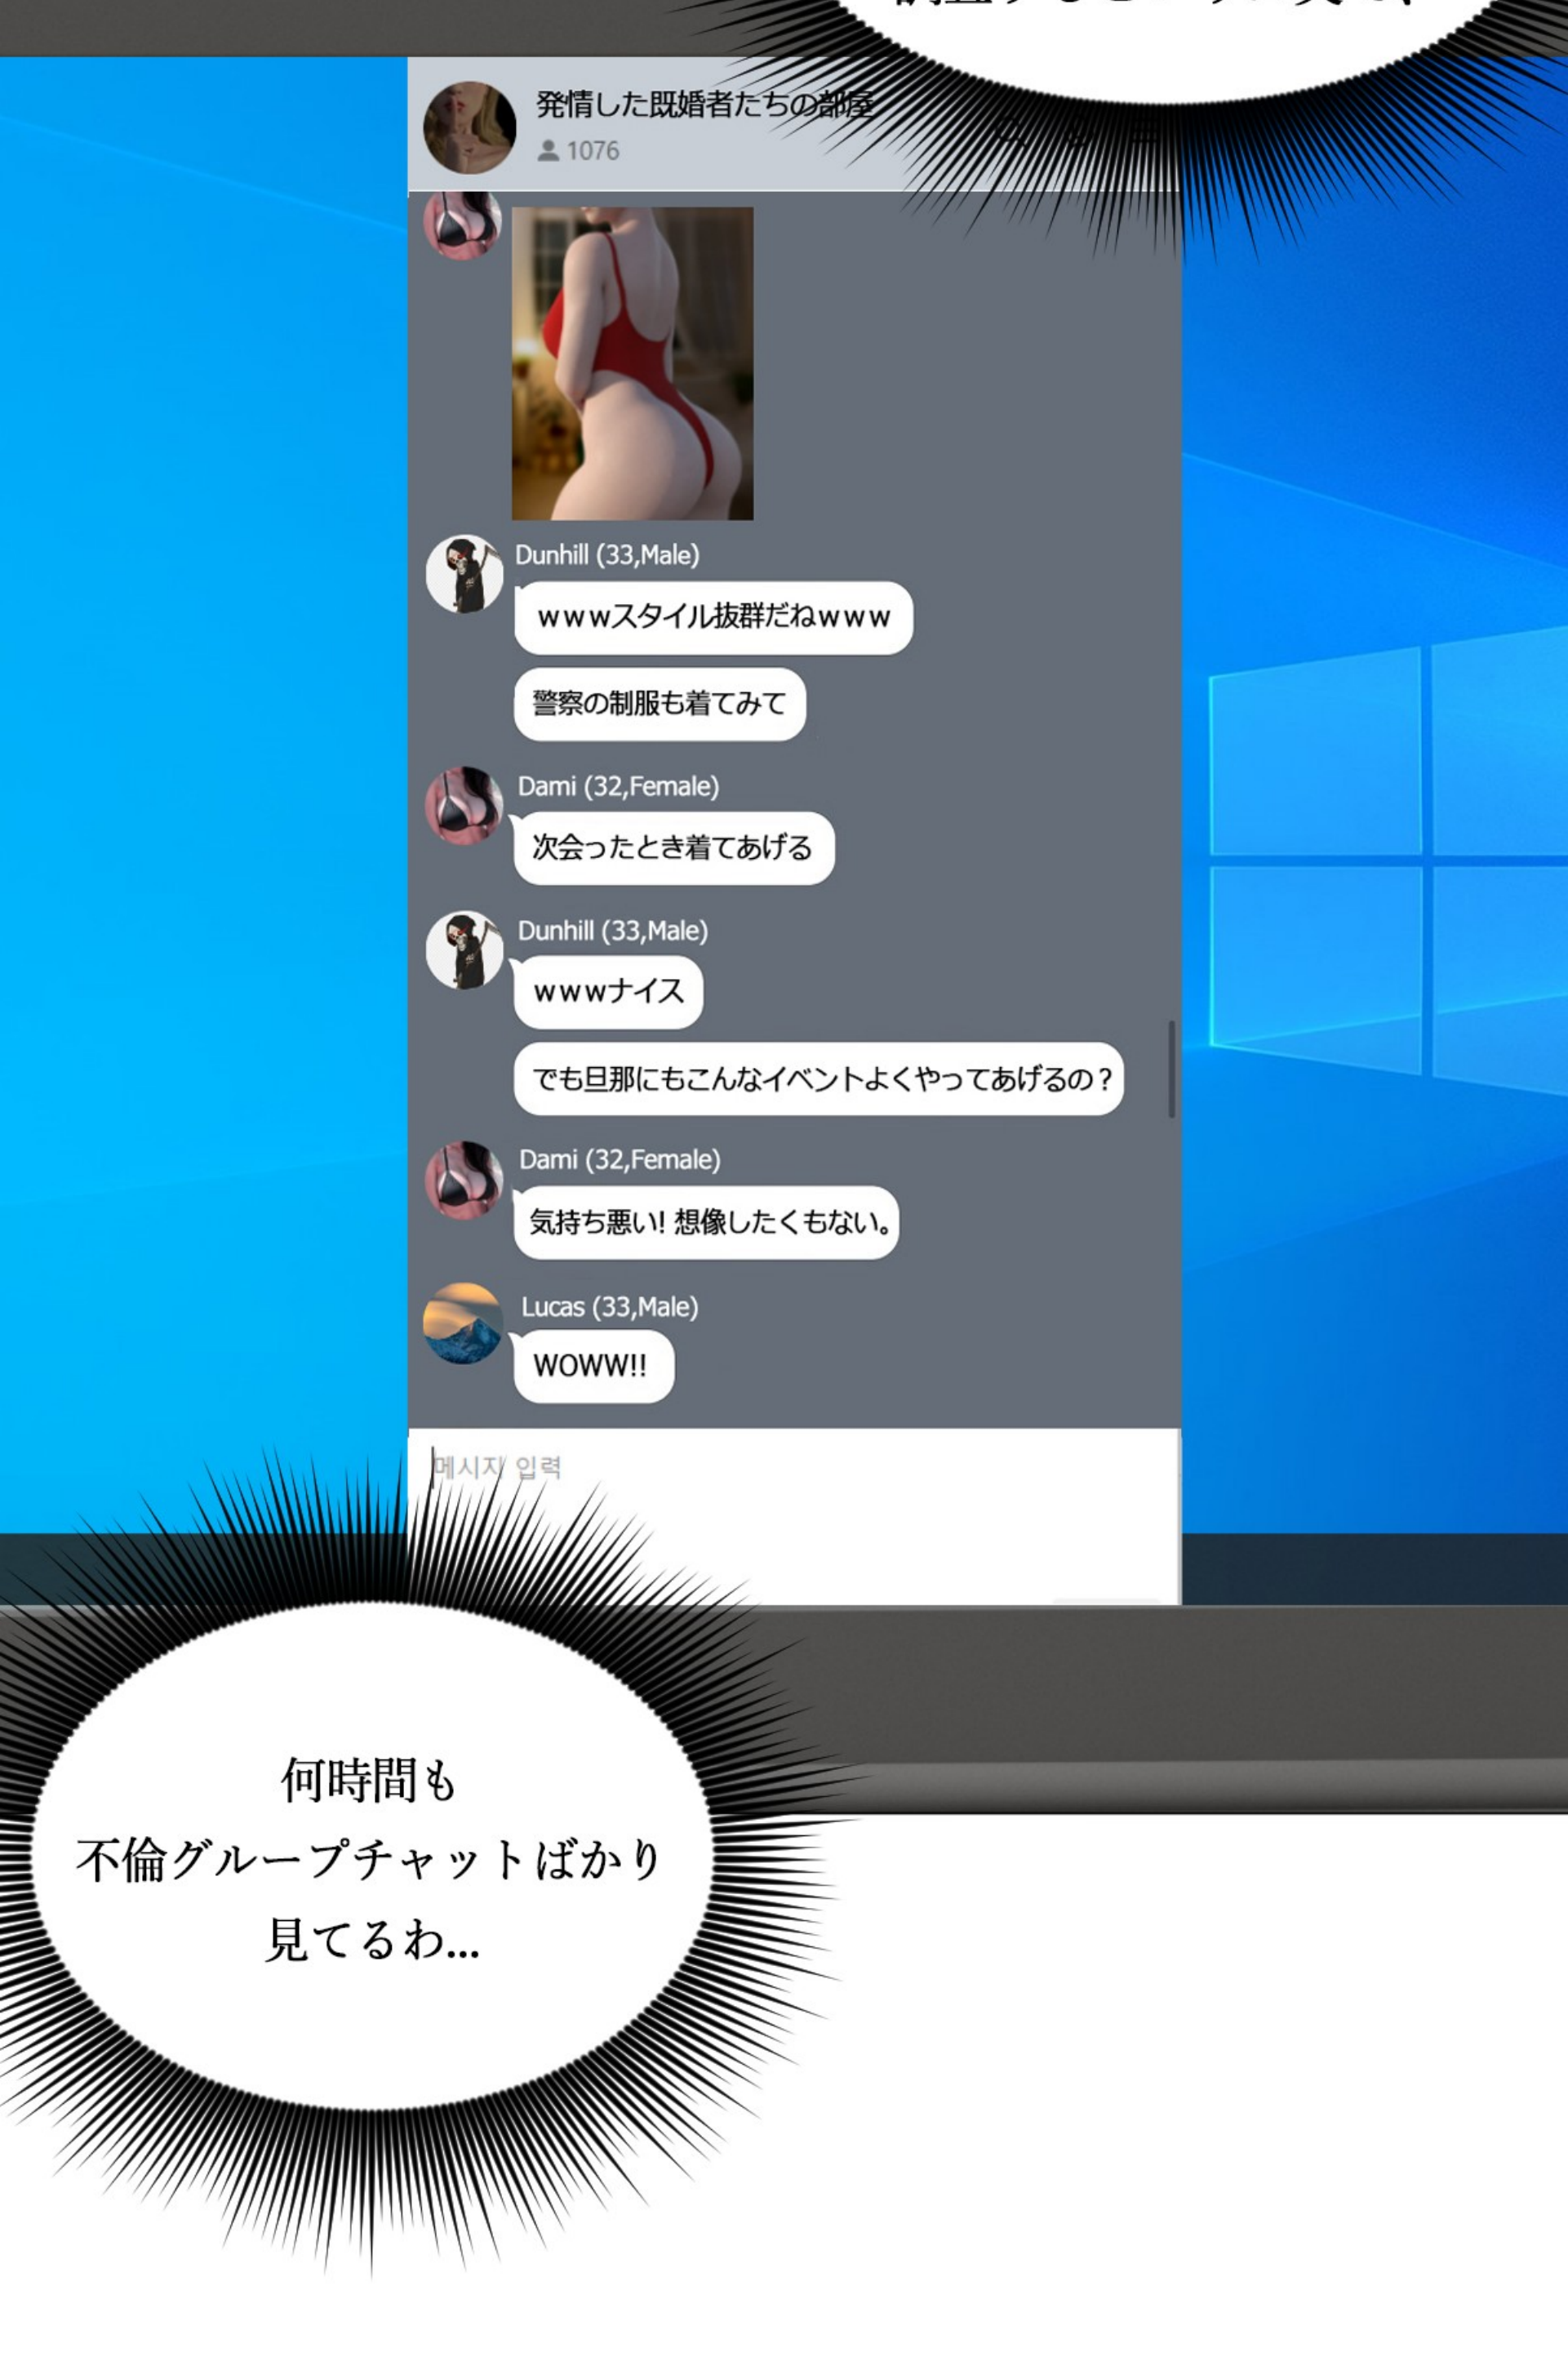 発情した既婚者たちの部屋
1076
Dunhill (33,Male)
wwwスタイル抜群だねwww
警察の制服も着てみて
Dami (32,Female)
次会ったとき着てあげる
Dunhill (33,Male)
wwwナイス
でも旦那にもこんなイベントよくやってあげるの？
Dami (32,Female)
気持ち悪い! 想像したくもない。
Lucas (33,Male)
WOWW!!
메시지 입력
何時間も
不倫グループチャットばかり
見てるわ...